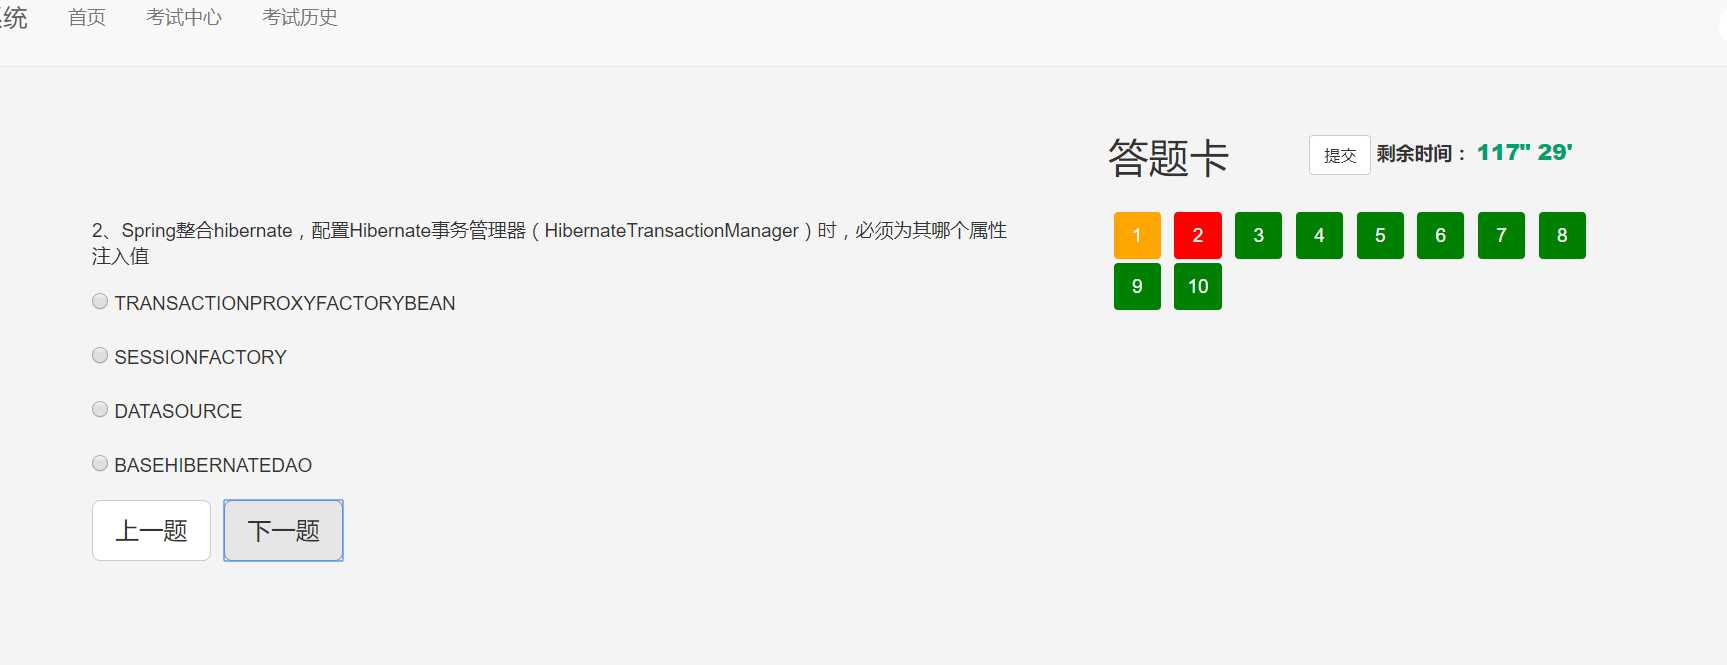 统 首页 考试中心 考试历史
答题卡 提交 剩余时间： 117" 29'
2、Spring整合hibernate，配置Hibernate事务管理器（HibernateTransactionManager）时，必须为其哪个属性
注入值
TRANSACTIONPROXYFACTORYBEAN
SESSIONFACTORY
DATASOURCE
BASEHIBERNATEDAO
上一题 下一题
1 2 3 4 5 6 7 8
9 10